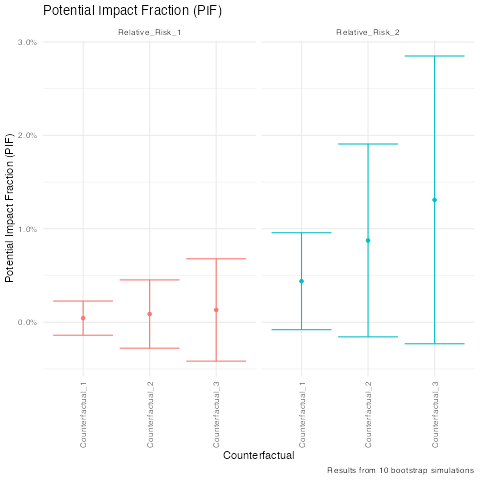 Potential Impact Fraction (PIF)
Relative_Risk_1
Relative_Risk_2
Potential Impact Fraction (PIF)
3.0%
2.0%
1.0%
0.0%
Counterfactual_1
Counterfactual_2
Counterfactual_3
Counterfactual_1
Counterfactual_2
Counterfactual_3
Counterfactual
Results from 10 bootstrap simulations